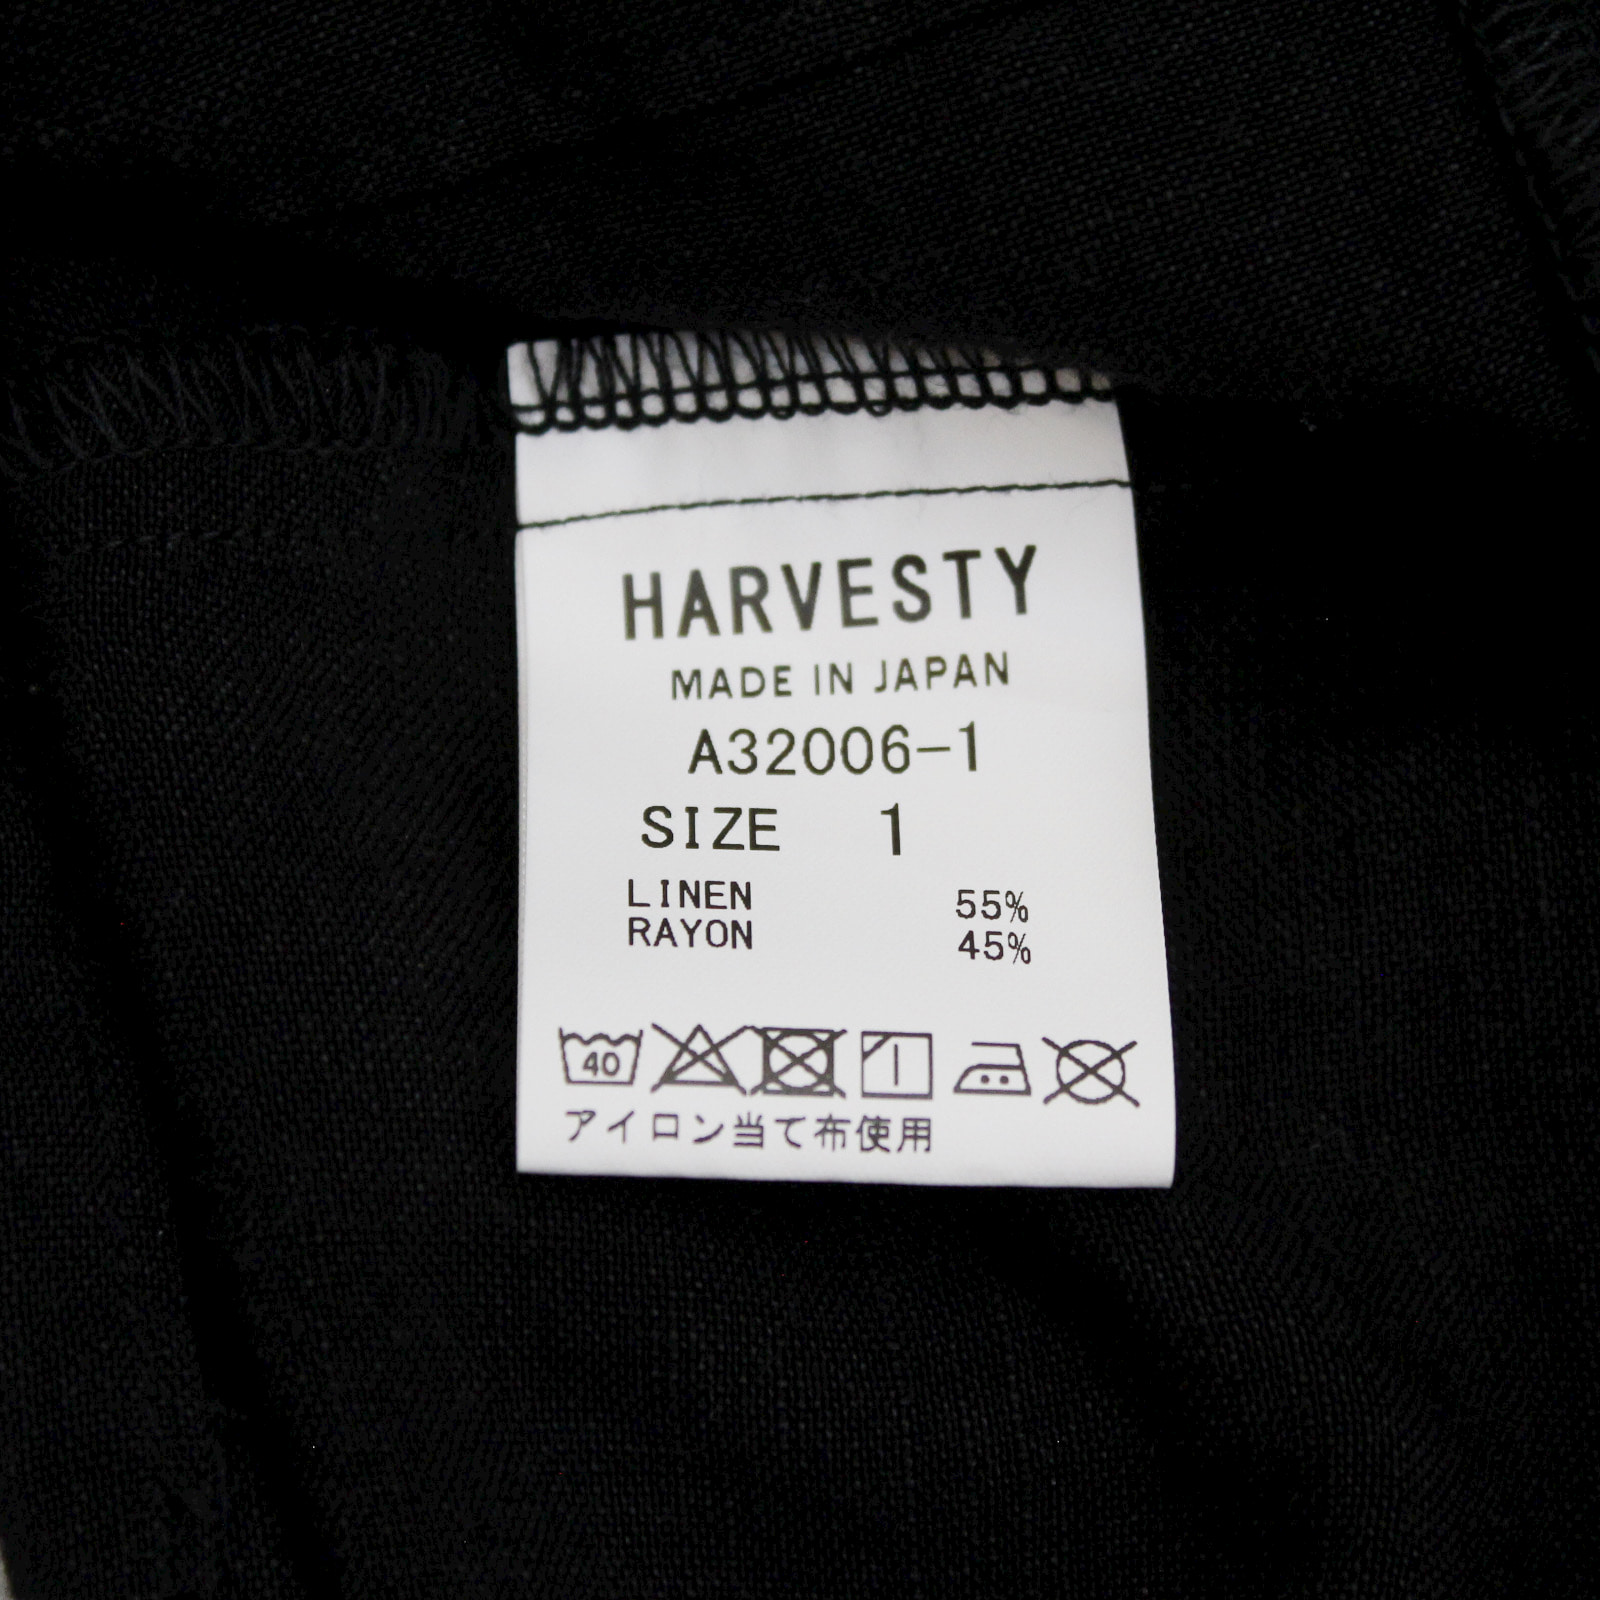 HARVESTY
MADE IN JAPAN
A32006-1
SIZE 1
LINEN 55%
RAYON 45%
40
アイロン当て布使用